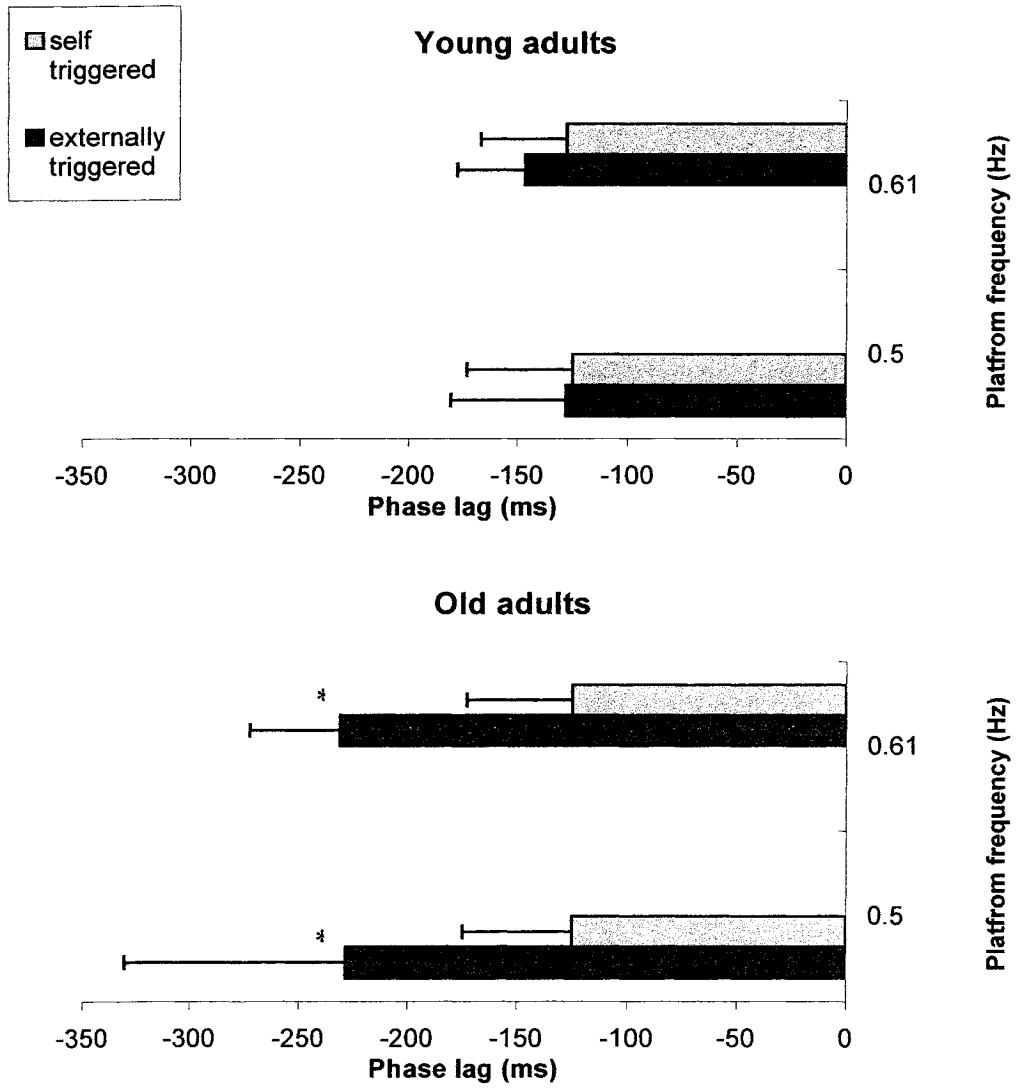 self
triggered
externally
triggered
Young adults
0.61
0.5
Platfrom frequency (Hz)
-350 -300 -250 -200 -150 -100 -50 0
Phase lag (ms)
Old adults
*
0.61
*
0.5
Platfrom frequency (Hz)
-350 -300 -250 -200 -150 -100 -50 0
Phase lag (ms)